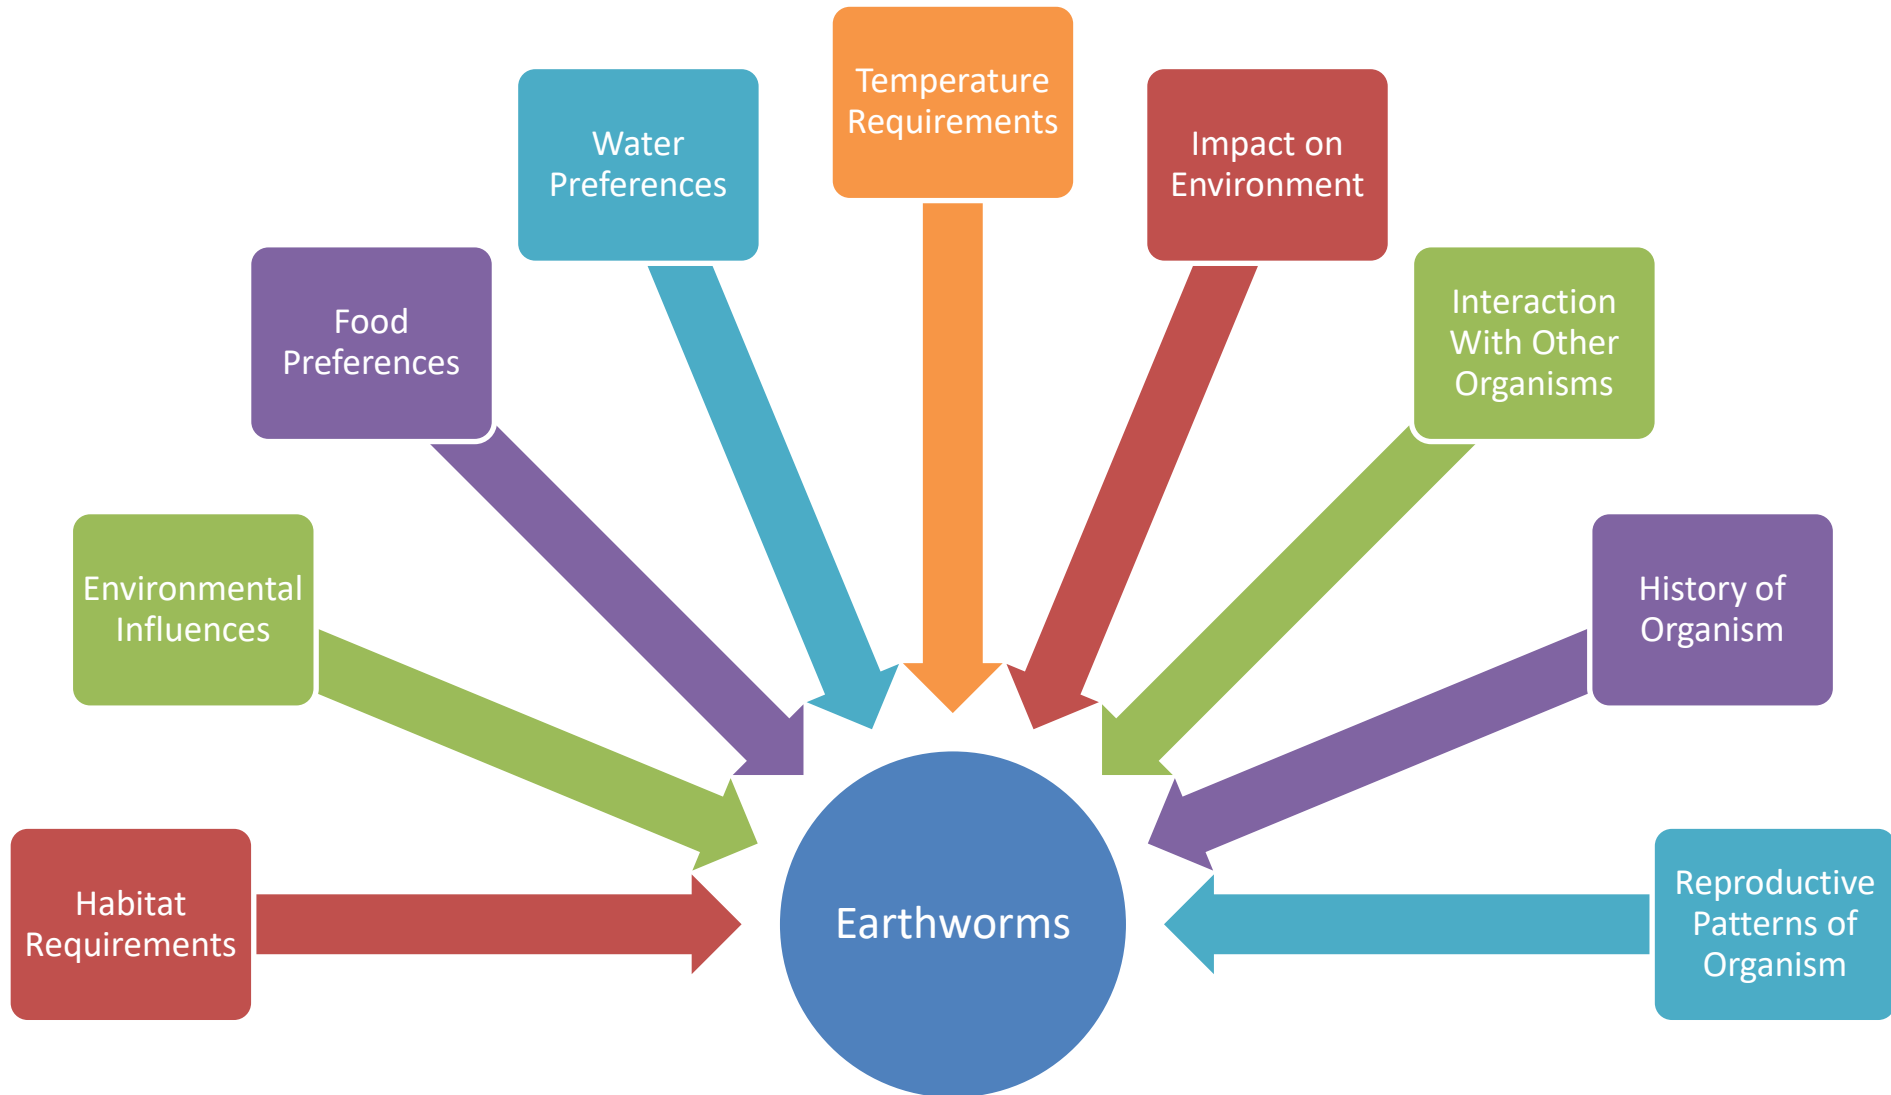 Temperature
Requirements
Water
Preferences
Impact on
Environment
Food
Preferences
Interaction
With Other
Organisms
Environmental
Influences
History of
Organism
Habitat
Requirements
Earthworms
Reproductive
Patterns of
Organism